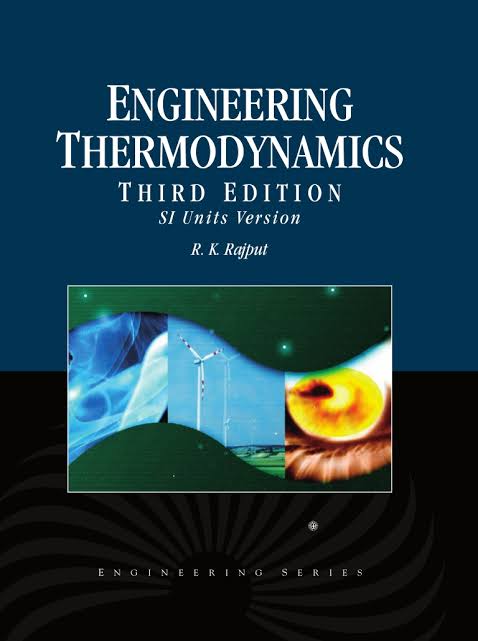 ENGINEERING
THERMODYNAMICS
THIRD EDITION
SI Units Version
R. K. Rajput
ENGINEERING SERIES